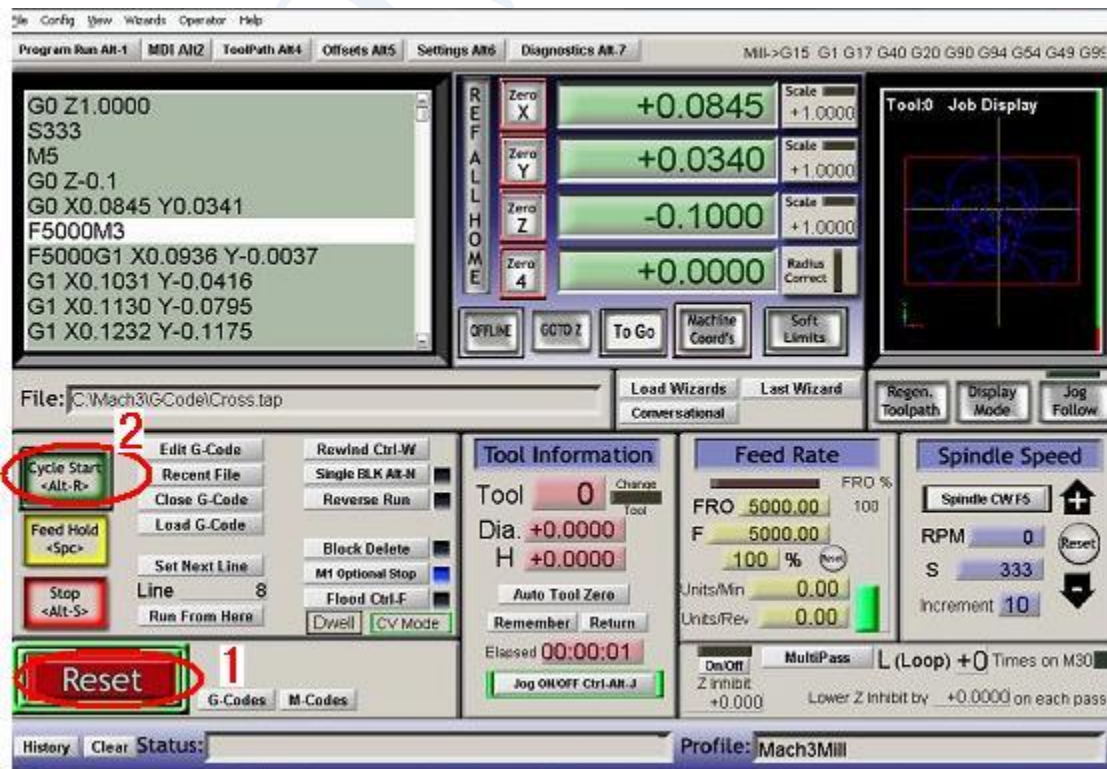 File Config View Wizards Operator Help
Program Run Alt-1 MDI Alt2 ToolPath Alt4 Offsets Alt5 Settings Alt6 Diagnostics Alt-7 Mill->G15 G1 G17 G40 G20 G90 G94 G54 G49 G99
G0 Z1.0000
S333
M5
G0 Z-0.1
G0 X0.0845 Y0.0341
F5000M3
F5000G1 X0.0936 Y-0.0037
G1 X0.1031 Y-0.0416
G1 X0.1130 Y-0.0795
G1 X0.1232 Y-0.1175
REF ALL HOME
Zero X +0.0845 Scale +1.0000
Zero Y +0.0340 Scale +1.0000
Zero Z -0.1000 Scale +1.0000
Zero 4 +0.0000 Radius Correct
OFFLINE GOTO Z To Go Machine Coord's Soft Limits
Tool:0 Job Display
File: C:\Mach3\GCode\Cross.tap
Load Wizards Last Wizard
Conversational
Regen. Toolpath Display Mode Jog Follow
2
Cycle Start <Alt-R>
Feed Hold <Spc>
Stop <Alt-S>
Edit G-Code
Recent File
Close G-Code
Load G-Code
Set Next Line
Line 8
Run From Here
Rewind Ctrl-W
Single BLK Alt-N
Reverse Run
Block Delete
M1 Optional Stop
Flood Ctrl-F
Dwell CV Mode
Reset
1
G-Codes M-Codes
Tool Information
Tool 0 Change Tool
Dia. +0.0000
H +0.0000
Auto Tool Zero
Remember Return
Elapsed 00:00:01
Jog ON/OFF Ctrl-Alt-J
Feed Rate
FRO %
FRO 5000.00 100
F 5000.00
100 % Reset
Units/Min 0.00
Units/Rev 0.00
Spindle Speed
Spindle CW F5
RPM 0 Reset
S 333
Increment 10
On/Off
Z Inhibit
+0.000
MultiPass L (Loop) +0 Times on M30
Lower Z Inhibit by +0.0000 on each pass
History Clear Status:
Profile: Mach3Mill